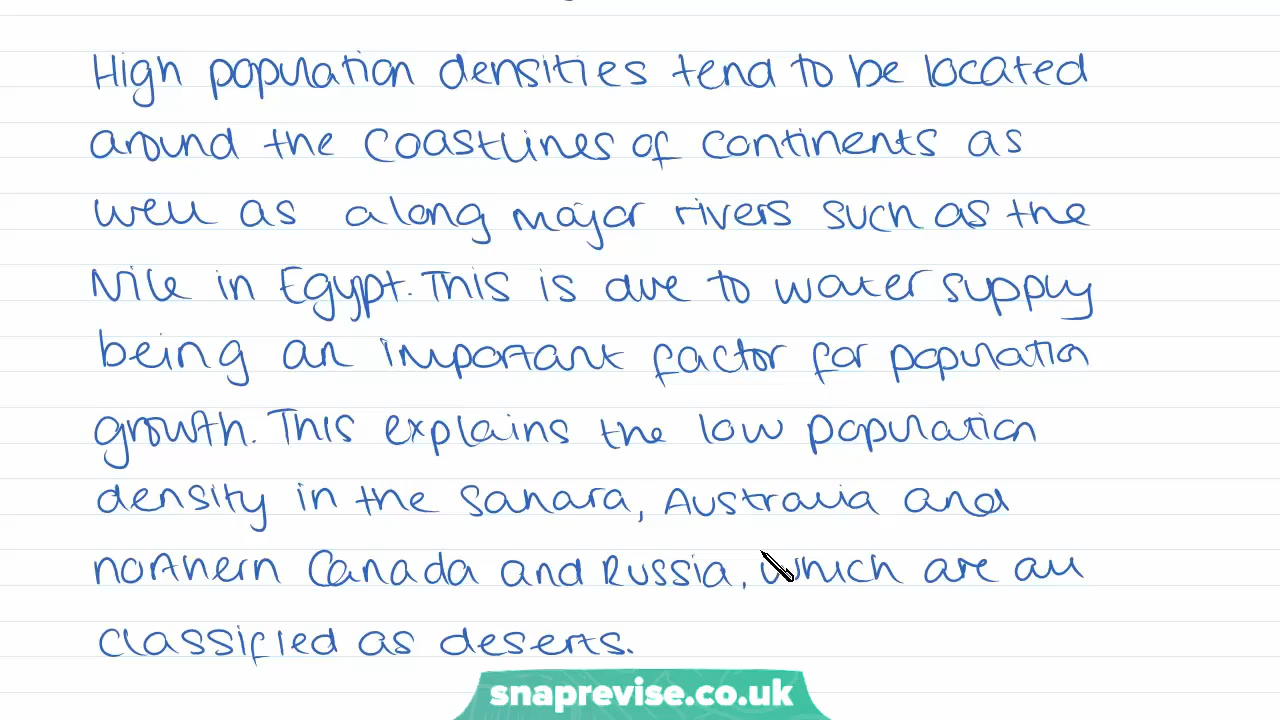 High population densities tend to be located
around the coastlines of continents as
well as along major rivers such as the
Nile in Egypt. This is due to water supply
being an important factor for population
growth. This explains the low population
density in the Sahara, Australia and
northern Canada and Russia, which are all
classified as deserts.
snaprevise.co.uk